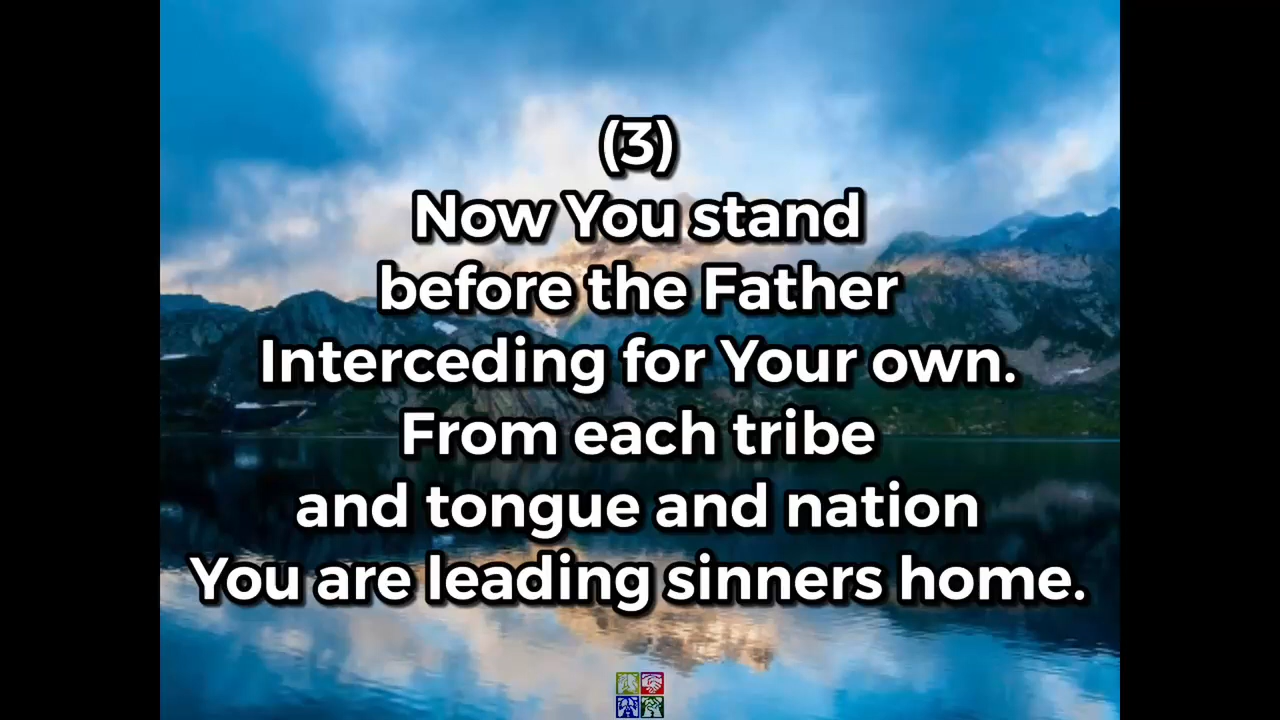 (3)
Now You stand
before the Father
Interceding for Your own.
From each tribe
and tongue and nation
You are leading sinners home.